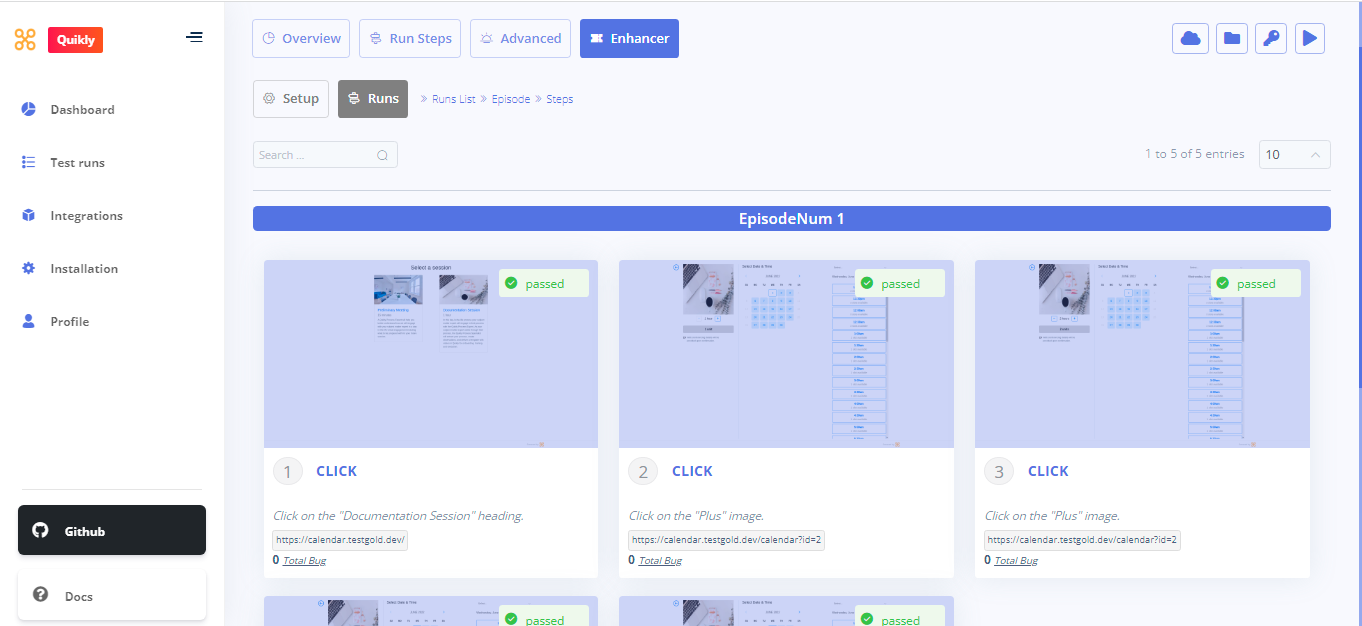 Quikly
Overview
Run Steps
Advanced
Enhancer
Dashboard
Test runs
Integrations
Installation
Profile
Github
Docs
Setup
Runs
Runs List
Episode
Steps
Search ...
1 to 5 of 5 entries
10
EpisodeNum 1
Select a session
passed
Select Date & Time
passed
Select Date & Time
passed
1 CLICK
Click on the "Documentation Session" heading.
https://calendar.testgold.dev/
0 Total Bug
2 CLICK
Click on the "Plus" image.
https://calendar.testgold.dev/calendar?id=2
0 Total Bug
3 CLICK
Click on the "Plus" image.
https://calendar.testgold.dev/calendar?id=2
0 Total Bug
Select Date & Time
passed
Select Date & Time
passed